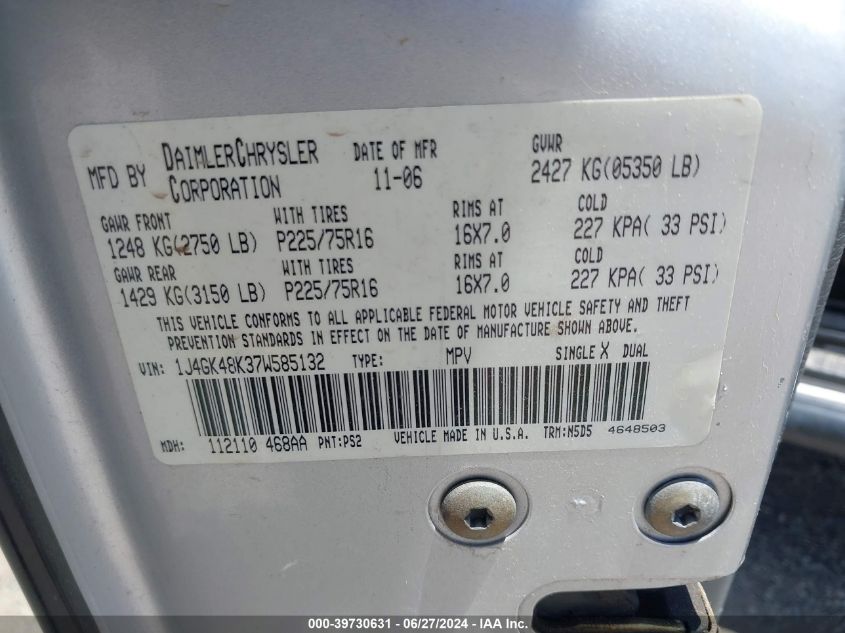 MFD BY DAIMLERCHRYSLER CORPORATION DATE OF MFR 11-06 GVWR 2427 KG(05350 LB)
GAWR FRONT WITH TIRES RIMS AT COLD
1248 KG(2750 LB) P225/75R16 16X7.0 227 KPA( 33 PSI)
GAWR REAR WITH TIRES RIMS AT COLD
1429 KG(3150 LB) P225/75R16 16X7.0 227 KPA( 33 PSI)
THIS VEHICLE CONFORMS TO ALL APPLICABLE FEDERAL MOTOR VEHICLE SAFETY AND THEFT
PREVENTION STANDARDS IN EFFECT ON THE DATE OF MANUFACTURE SHOWN ABOVE.
VIN: 1J4GK48K37W585132 TYPE: MPV SINGLE X DUAL
MDH: 112110 468AA PNT:PS2 VEHICLE MADE IN U.S.A. TRM:N5D5 4648503
000-39730631 - 06/27/2024 - IAA Inc.